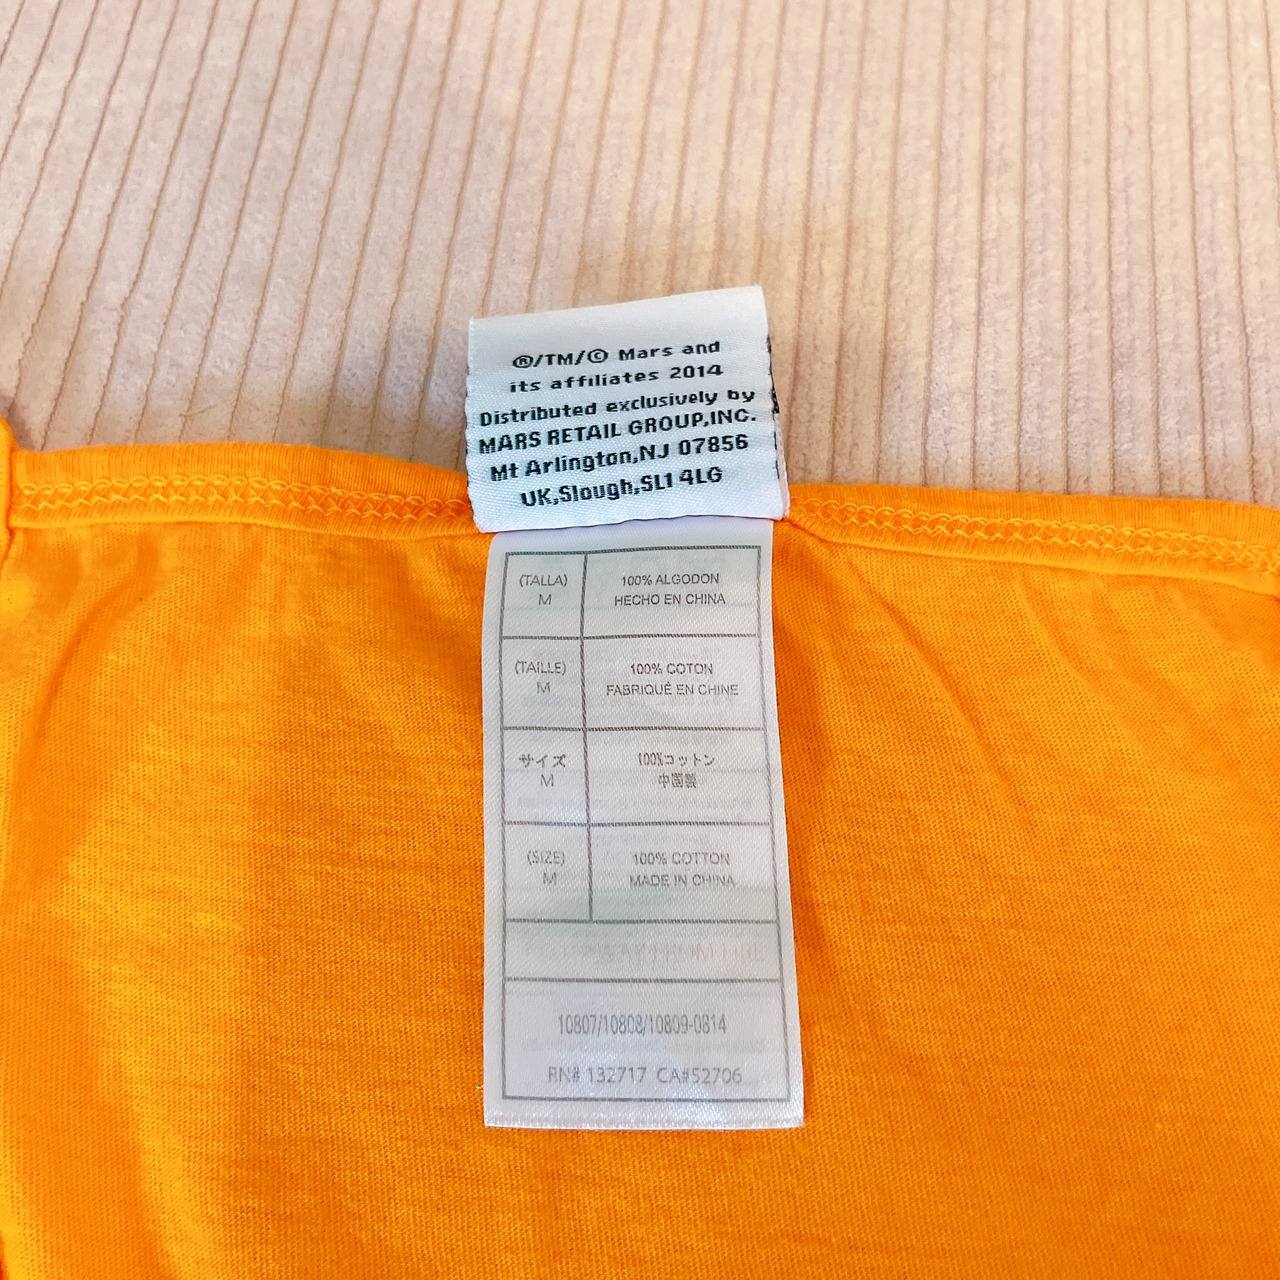 ®/TM/© Mars and
its affiliates 2014
Distributed exclusively by
MARS RETAIL GROUP,INC.
Mt Arlington,NJ 07856
UK,Slough,SL1 4LG
(TALLA)
M
100% ALGODON
HECHO EN CHINA
(TAILLE)
M
100% COTON
FABRIQUÉ EN CHINE
サイズ
M
100%コットン
中国製
(SIZE)
M
100% COTTON
MADE IN CHINA
AWAY FROM FIRE
10807/10808/10809-0814
RN# 132717 CA#52706